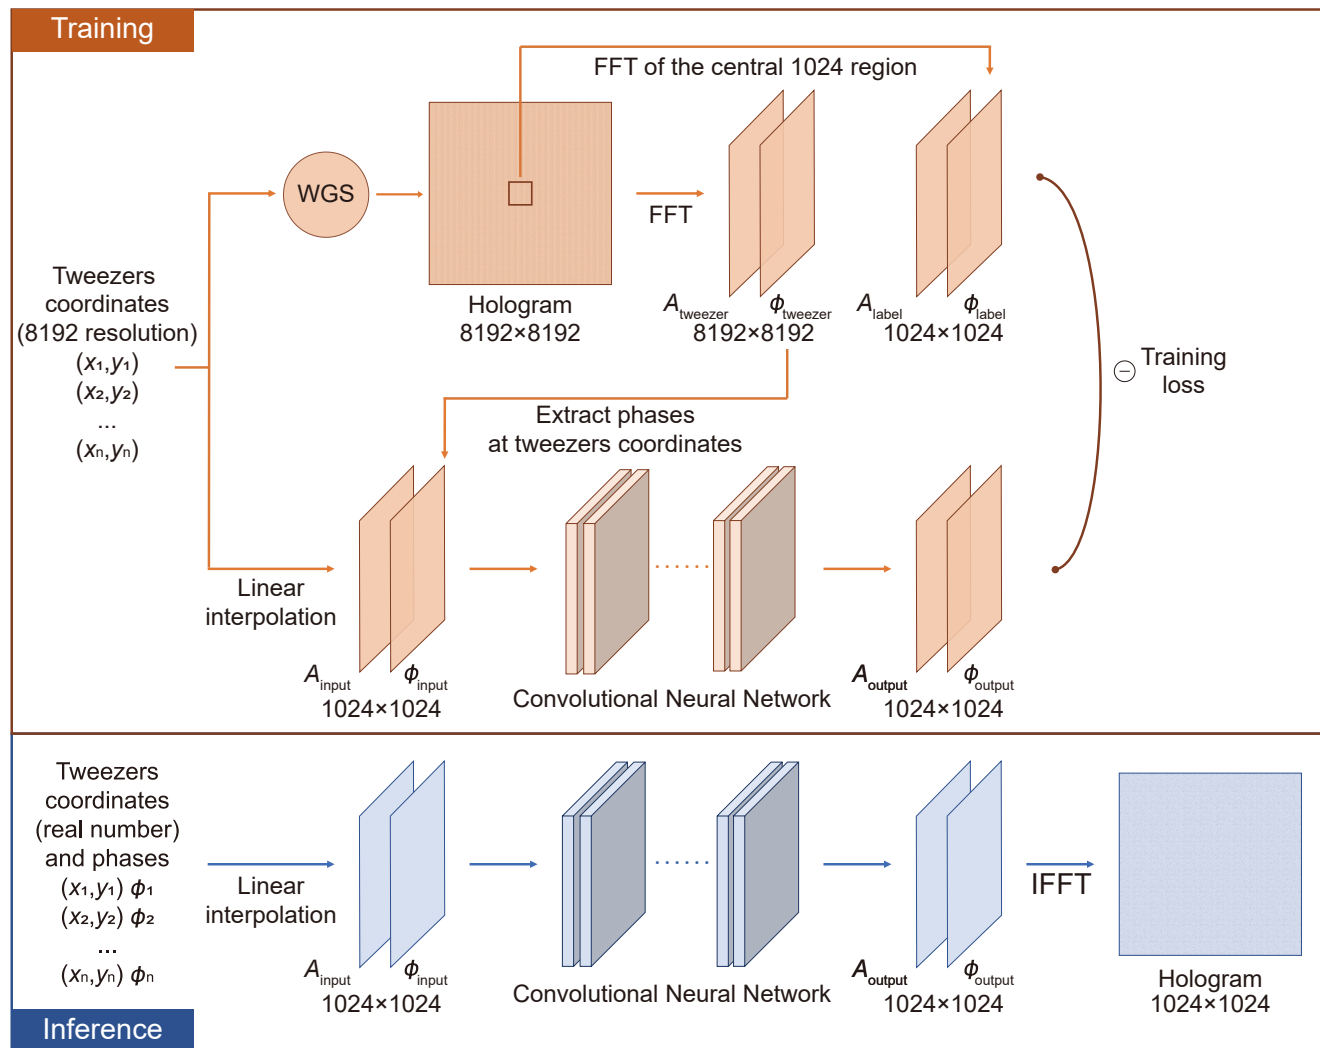 Training
FFT of the central 1024 region
WGS
FFT
Hologram
8192×8192
A_tweezer ϕ_tweezer
8192×8192
A_label ϕ_label
1024×1024
Tweezers
coordinates
(8192 resolution)
(x₁,y₁)
(x₂,y₂)
...
(xₙ,yₙ)
Training
loss
Extract phases
at tweezers coordinates
Linear
interpolation
A_input ϕ_input
1024×1024
Convolutional Neural Network
A_output ϕ_output
1024×1024
Tweezers
coordinates
(real number)
and phases
(x₁,y₁) ϕ₁
(x₂,y₂) ϕ₂
...
(xₙ,yₙ) ϕₙ
Linear
interpolation
A_input ϕ_input
1024×1024
Convolutional Neural Network
A_output ϕ_output
1024×1024
IFFT
Hologram
1024×1024
Inference